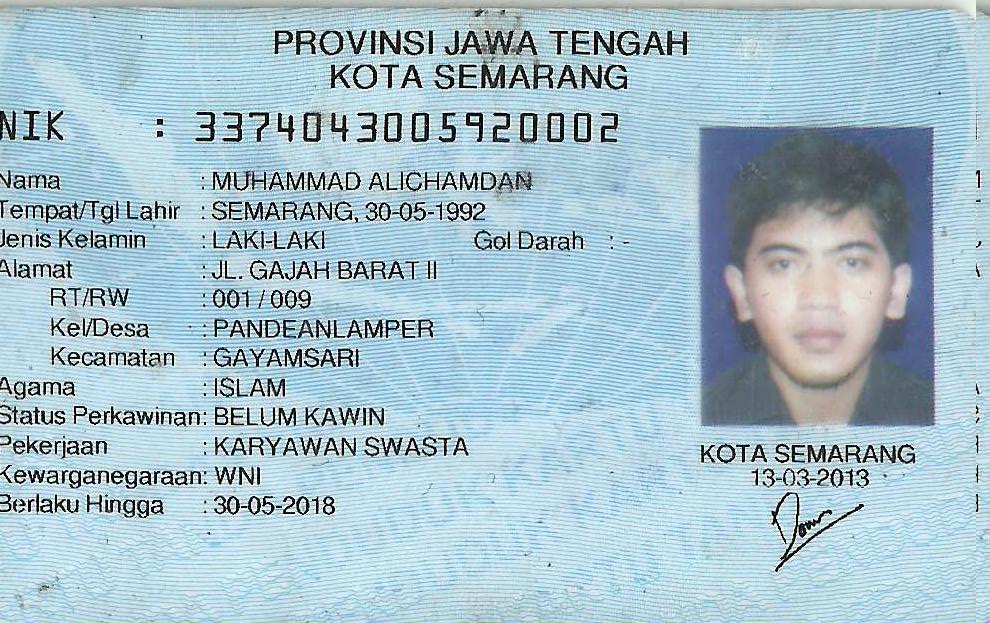 PROVINSI JAWA TENGAH
KOTA SEMARANG
NIK : 3374043005920002
Nama : MUHAMMAD ALICHAMDAN
Tempat/Tgl Lahir : SEMARANG, 30-05-1992
Jenis Kelamin : LAKI-LAKI Gol Darah : -
Alamat : JL. GAJAH BARAT II
RT/RW : 001 / 009
Kel/Desa : PANDEANLAMPER
Kecamatan : GAYAMSARI
Agama : ISLAM
Status Perkawinan: BELUM KAWIN
Pekerjaan : KARYAWAN SWASTA
Kewarganegaraan: WNI
Berlaku Hingga : 30-05-2018
KOTA SEMARANG
13-03-2013